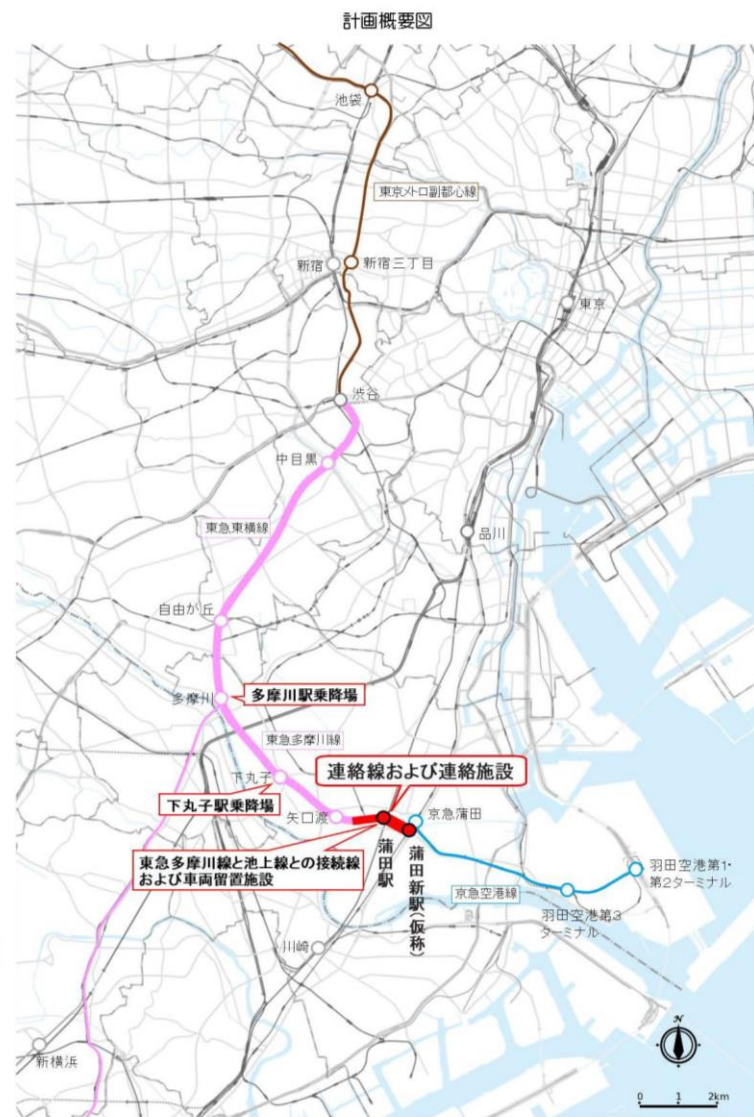 計画概要図
池袋
東京メトロ副都心線
新宿
新宿三丁目
東京
渋谷
中目黒
東急東横線
品川
自由が丘
多摩川
多摩川駅乗降場
東急多摩川線
下丸子
連絡線および連絡施設
下丸子駅乗降場
矢口渡
京急蒲田
東急多摩川線と池上線との接続線
および車両留置施設
蒲田駅
蒲田新駅(仮称)
羽田空港第1・
第2ターミナル
京急空港線
羽田空港第3
ターミナル
川崎
新横浜
N
0 1 2km